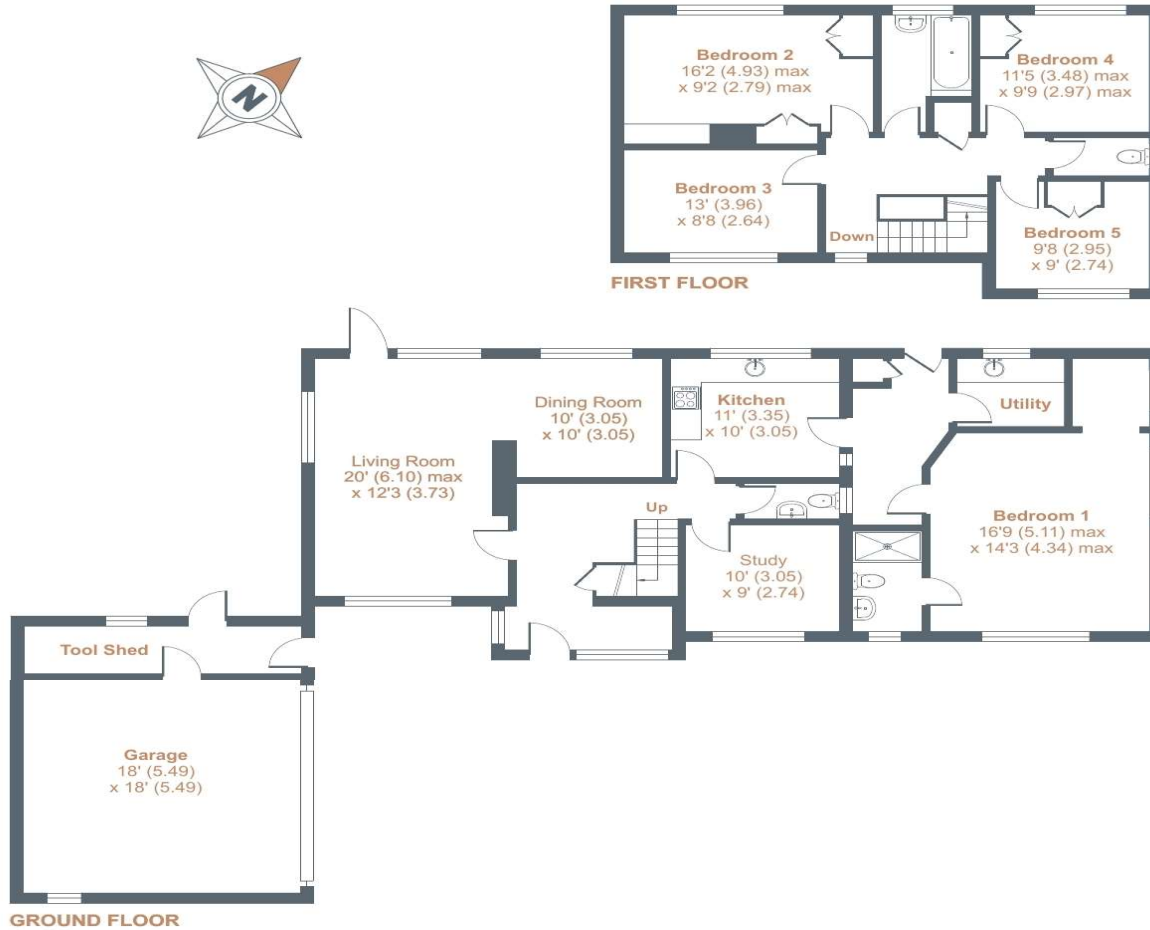 Bedroom 2
16'2 (4.93) max
x 9'2 (2.79) max
Bedroom 4
11'5 (3.48) max
x 9'9 (2.97) max
N
Bedroom 3
13' (3.96)
x 8'8 (2.64)
Down
Bedroom 5
9'8 (2.95)
x 9' (2.74)
FIRST FLOOR
Dining Room
10' (3.05)
x 10' (3.05)
Kitchen
11' (3.35)
x 10' (3.05)
Utility
Living Room
20' (6.10) max
x 12'3 (3.73)
Up
Bedroom 1
16'9 (5.11) max
x 14'3 (4.34) max
Study
10' (3.05)
x 9' (2.74)
Tool Shed
Garage
18' (5.49)
x 18' (5.49)
GROUND FLOOR